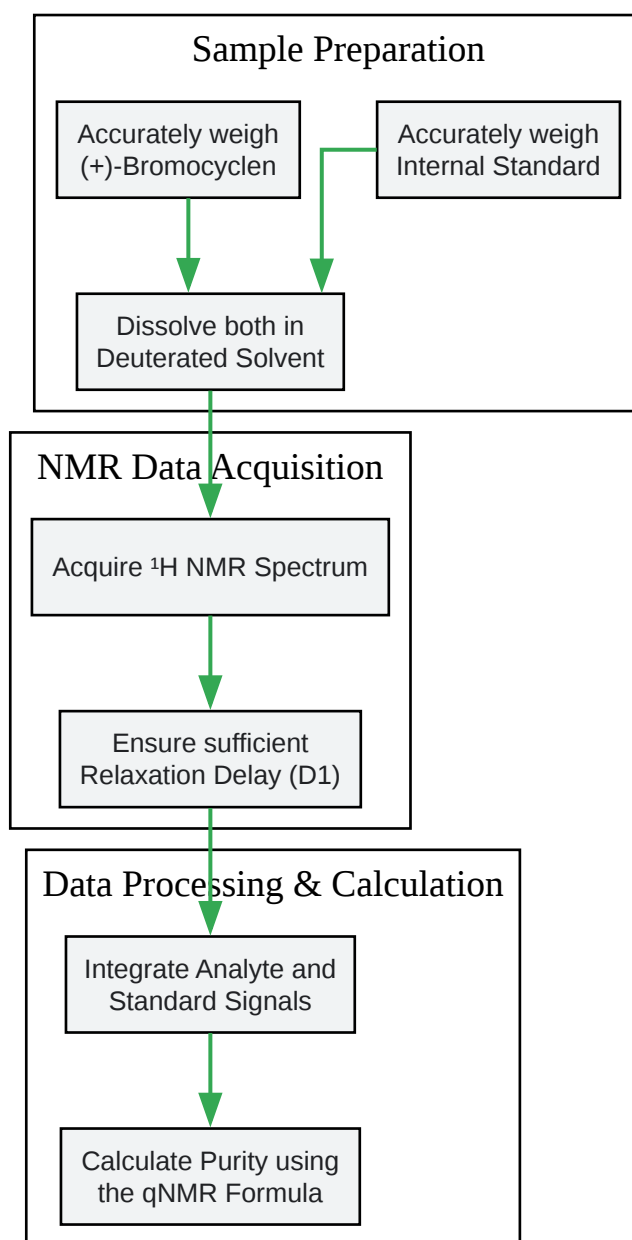 Sample Preparation
Accurately weigh
(+)-Bromocyclen
Accurately weigh
Internal Standard
Dissolve both in
Deuterated Solvent
NMR Data Acquisition
Acquire ¹H NMR Spectrum
Ensure sufficient
Relaxation Delay (D1)
Data Processing & Calculation
Integrate Analyte and
Standard Signals
Calculate Purity using
the qNMR Formula